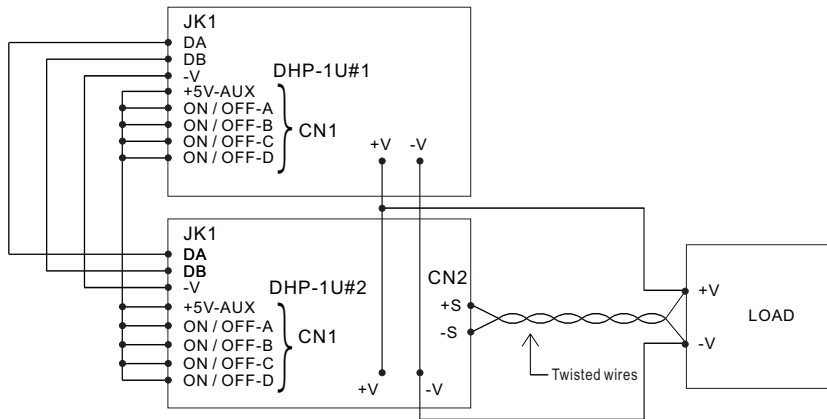 JK1
DA
DB
-V
DHP-1U#1
+5V-AUX
ON / OFF-A
ON / OFF-B
ON / OFF-C
ON / OFF-D
CN1
+V -V
JK1
DA
DB
-V
DHP-1U#2
+5V-AUX
ON / OFF-A
ON / OFF-B
ON / OFF-C
ON / OFF-D
CN1
CN2
+S
-S
+V -V
Twisted wires
+V
LOAD
-V